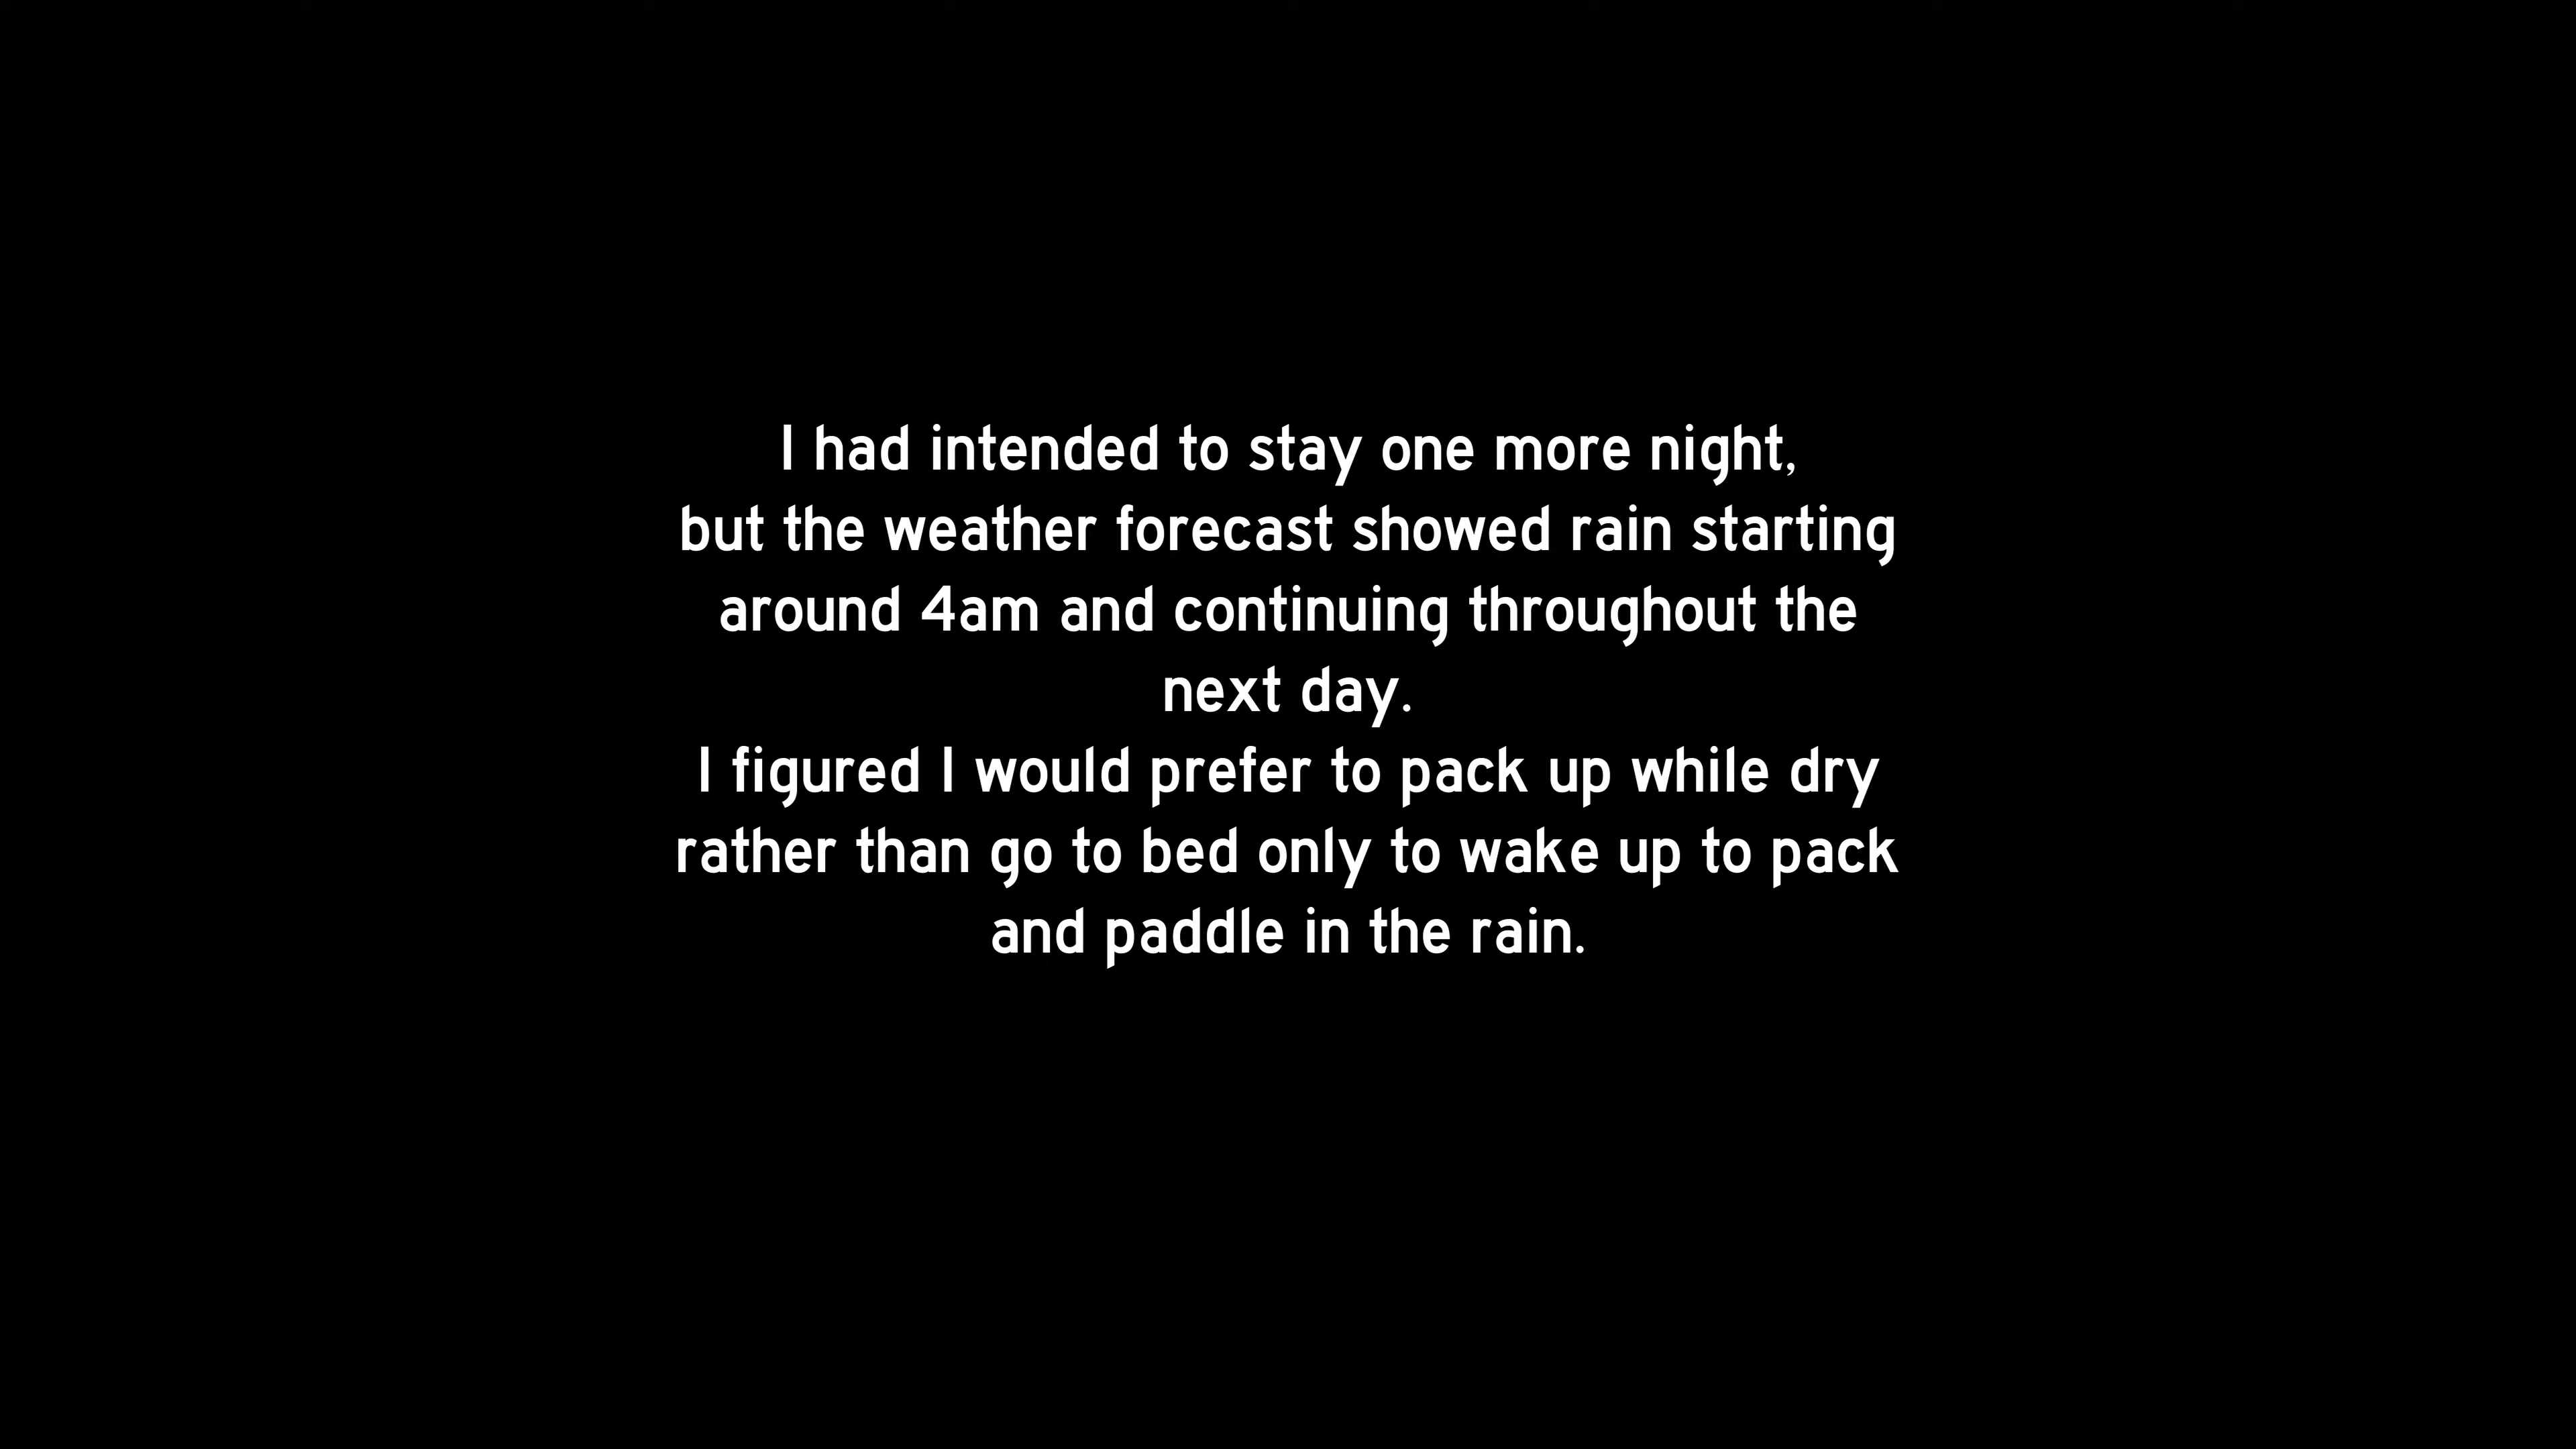 I had intended to stay one more night,
but the weather forecast showed rain starting
around 4am and continuing throughout the
next day.
I figured I would prefer to pack up while dry
rather than go to bed only to wake up to pack
and paddle in the rain.